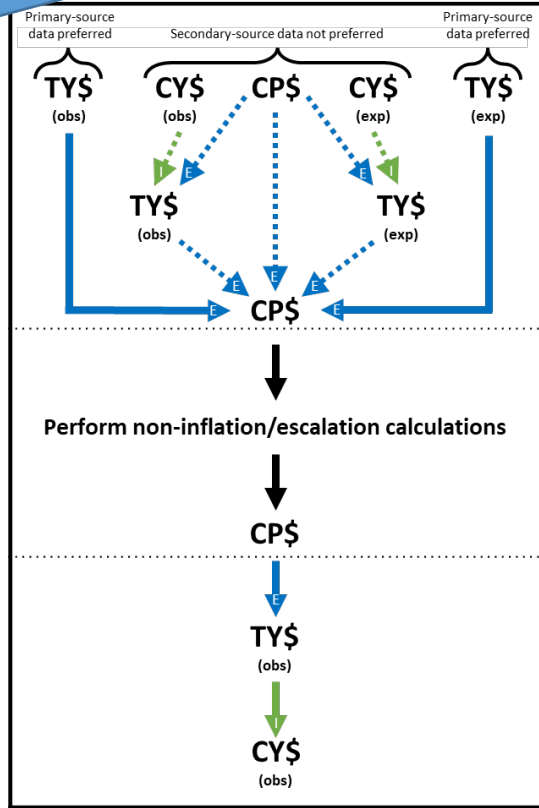 Primary-source
data preferred
Secondary-source data not preferred
Primary-source
data preferred
TY$ CY$ CP$ CY$ TY$
(obs) (obs) (exp) (exp)
I E E I
TY$ TY$
(obs) (exp)
E E E
E CP$ E
Perform non-inflation/escalation calculations
CP$
E
TY$
(obs)
I
CY$
(obs)